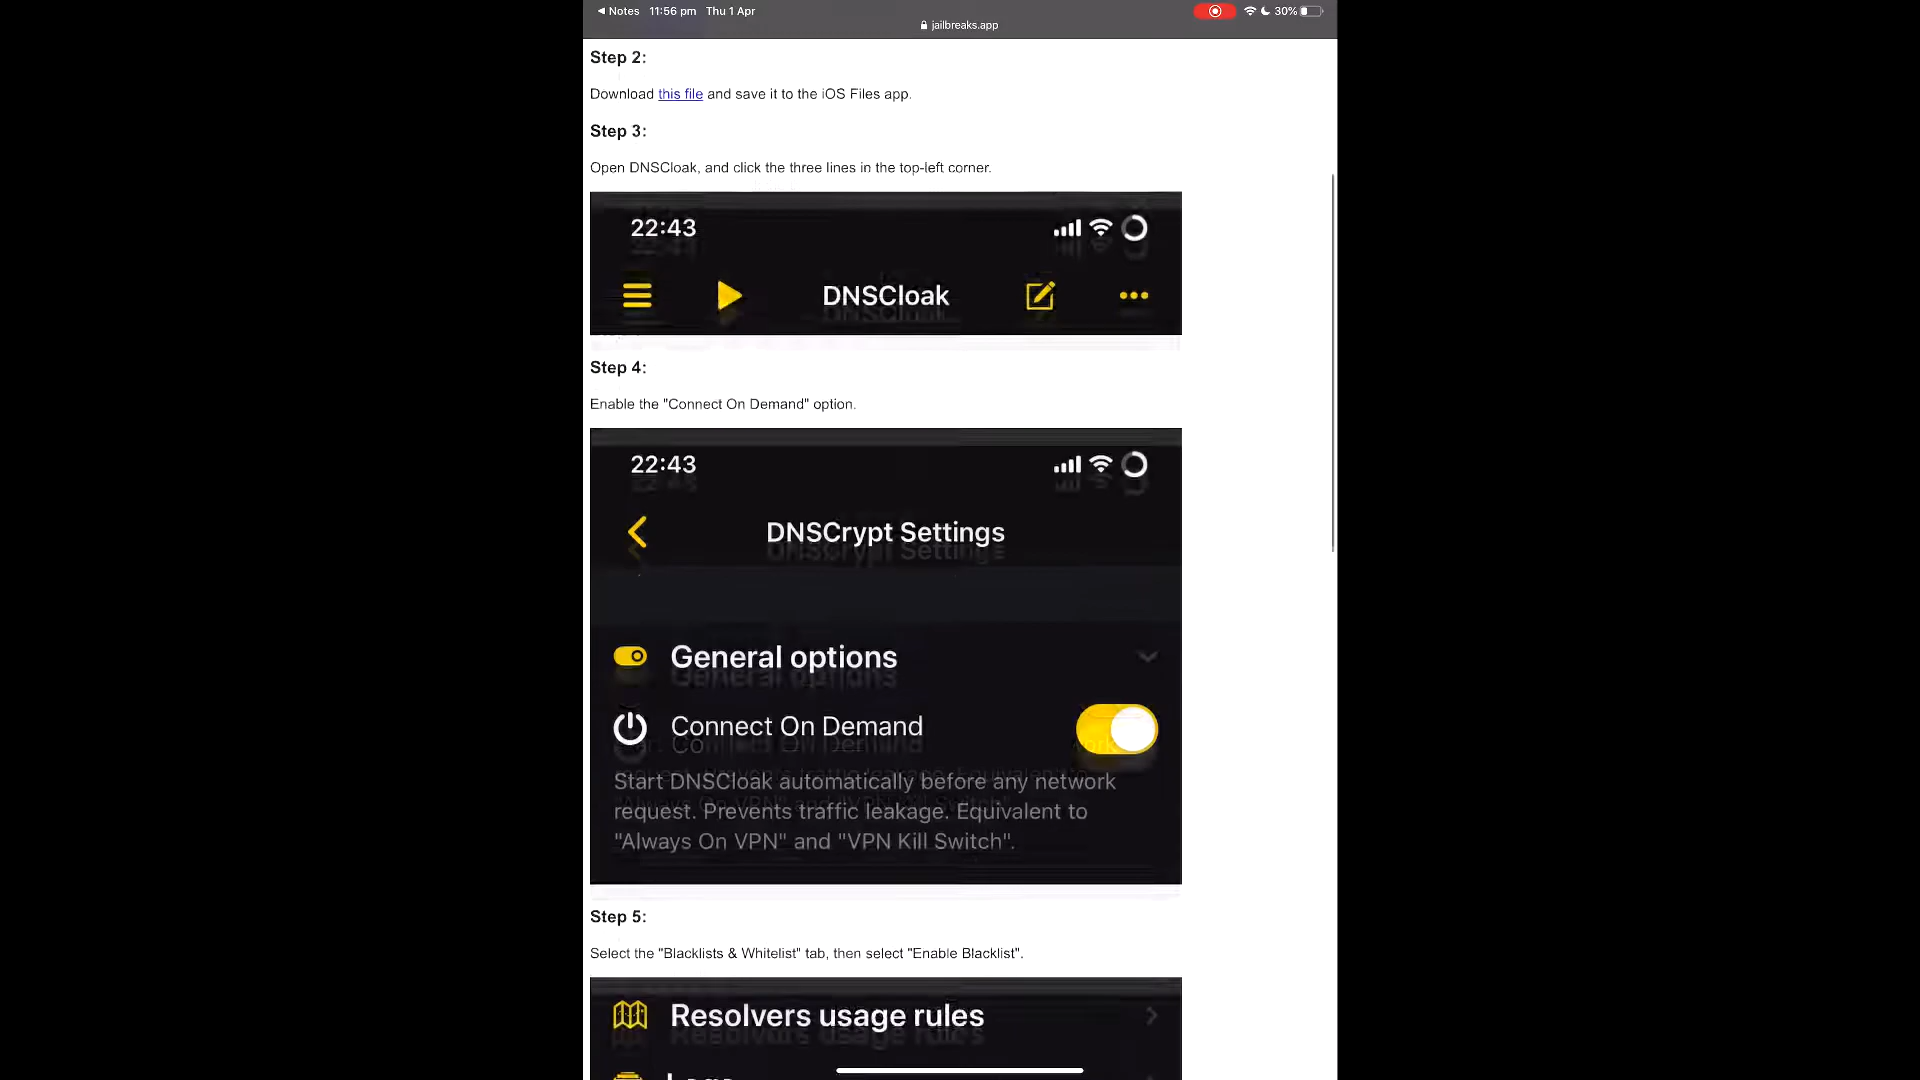 Notes 11:56 pm Thu 1 Apr 30%
jailbreaks.app
Step 2:
Download this file and save it to the iOS Files app.
Step 3:
Open DNSCloak, and click the three lines in the top-left corner.
22:43
DNSCloak
Step 4:
Enable the "Connect On Demand" option.
22:43
DNSCrypt Settings
General options
Connect On Demand
Start DNSCloak automatically before any network
request. Prevents traffic leakage. Equivalent to
"Always On VPN" and "VPN Kill Switch".
Step 5:
Select the "Blacklists & Whitelist" tab, then select "Enable Blacklist".
Resolvers usage rules